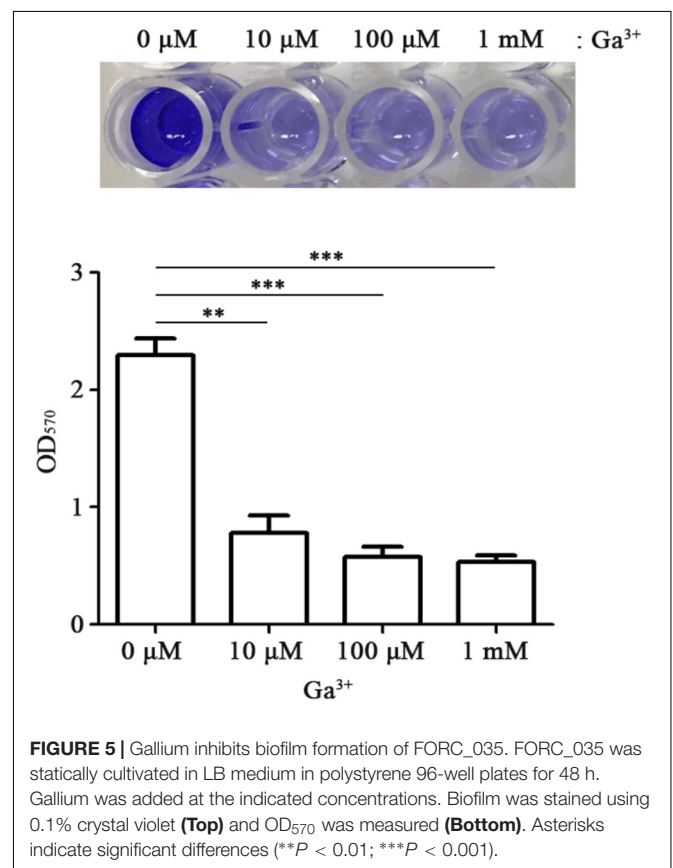 0 μM 10 μM 100 μM 1 mM : Ga³⁺
***
***
**
3
2
1
0
OD₅₇₀
0 μM 10 μM 100 μM 1 mM
Ga³⁺
FIGURE 5 | Gallium inhibits biofilm formation of FORC_035. FORC_035 was
statically cultivated in LB medium in polystyrene 96-well plates for 48 h.
Gallium was added at the indicated concentrations. Biofilm was stained using
0.1% crystal violet (Top) and OD₅₇₀ was measured (Bottom). Asterisks
indicate significant differences (**P < 0.01; ***P < 0.001).